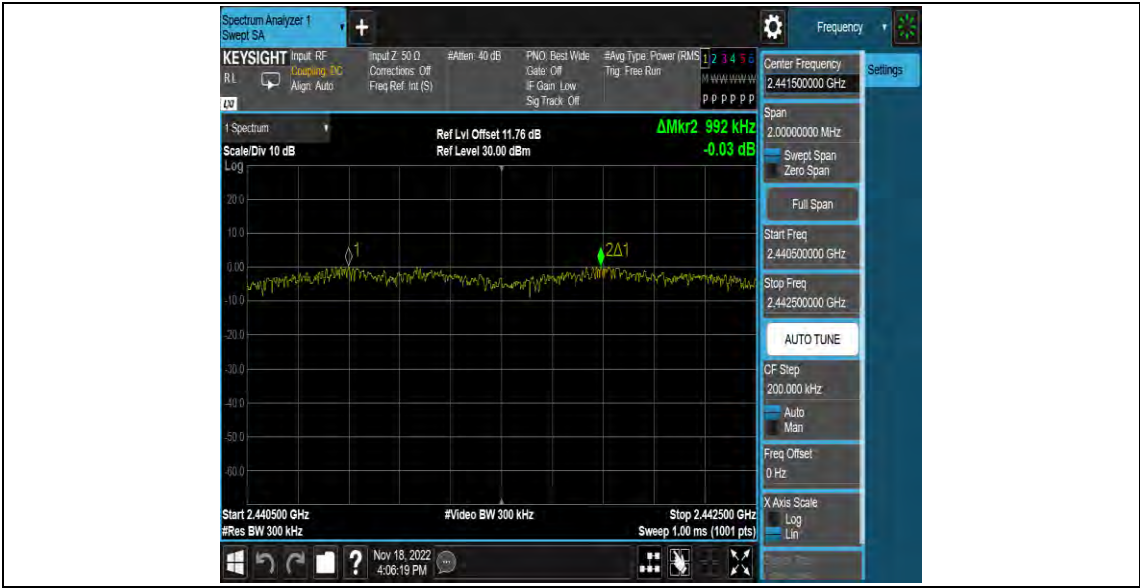 Spectrum Analyzer 1
Swept SA
+
Frequency
KEYSIGHT
R L
LXI
Input: RF
Coupling: DC
Align: Auto
Input Z: 50 Ω
Corrections: Off
Freq Ref: Int (S)
#Atten: 40 dB
PNO: Best Wide
Gate: Off
IF Gain: Low
Sig Track: Off
#Avg Type: Power (RMS
Trig: Free Run
1 2 3 4 5 6
M W W W W W
P P P P P P
1 Spectrum
Scale/Div 10 dB
Ref Lvl Offset 11.76 dB
Ref Level 30.00 dBm
ΔMkr2 992 kHz
-0.03 dB
Log
20.0
10.0
0.00
-10.0
-20.0
-30.0
-40.0
-50.0
-60.0
1
2Δ1
Start 2.440500 GHz
#Res BW 300 kHz
#Video BW 300 kHz
Stop 2.442500 GHz
Sweep 1.00 ms (1001 pts)
Center Frequency
2.441500000 GHz
Settings
Span
2.00000000 MHz
Swept Span
Zero Span
Full Span
Start Freq
2.440500000 GHz
Stop Freq
2.442500000 GHz
AUTO TUNE
CF Step
200.000 kHz
Auto
Man
Freq Offset
0 Hz
X Axis Scale
Log
Lin
?
Nov 18, 2022
4:06:19 PM